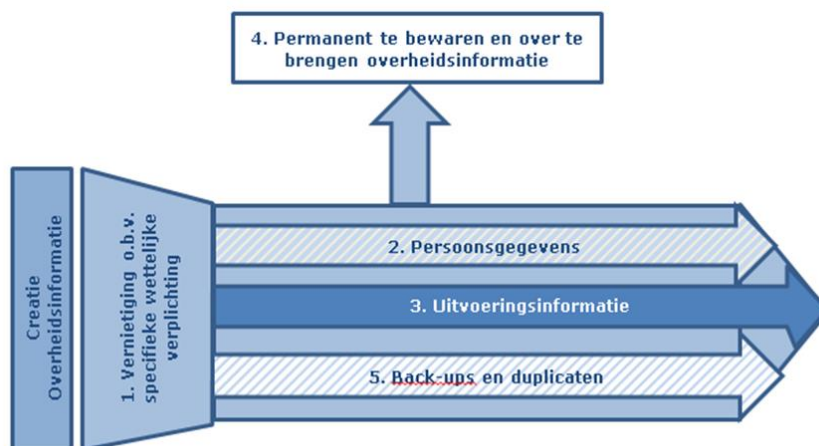 4. Permanent te bewaren en over te
brengen overheidsinformatie
Creatie
Overheidsinformatie
1. Vernietiging o.b.v.
specifieke wettelijke
verplichting
2. Persoonsgegevens
3. Uitvoeringsinformatie
5. Back-ups en duplicaten